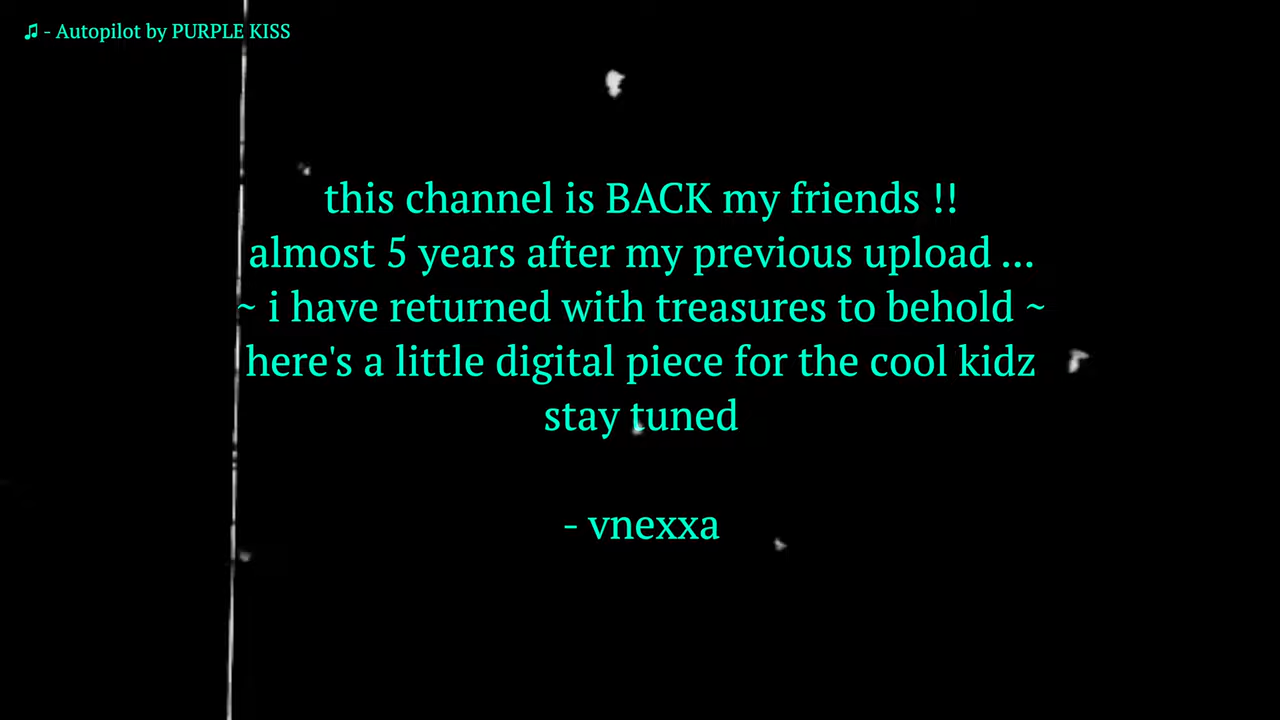 ♫ - Autopilot by PURPLE KISS
this channel is BACK my friends !!
almost 5 years after my previous upload ...
~ i have returned with treasures to behold ~
here's a little digital piece for the cool kidz
stay tuned
- vnexxa